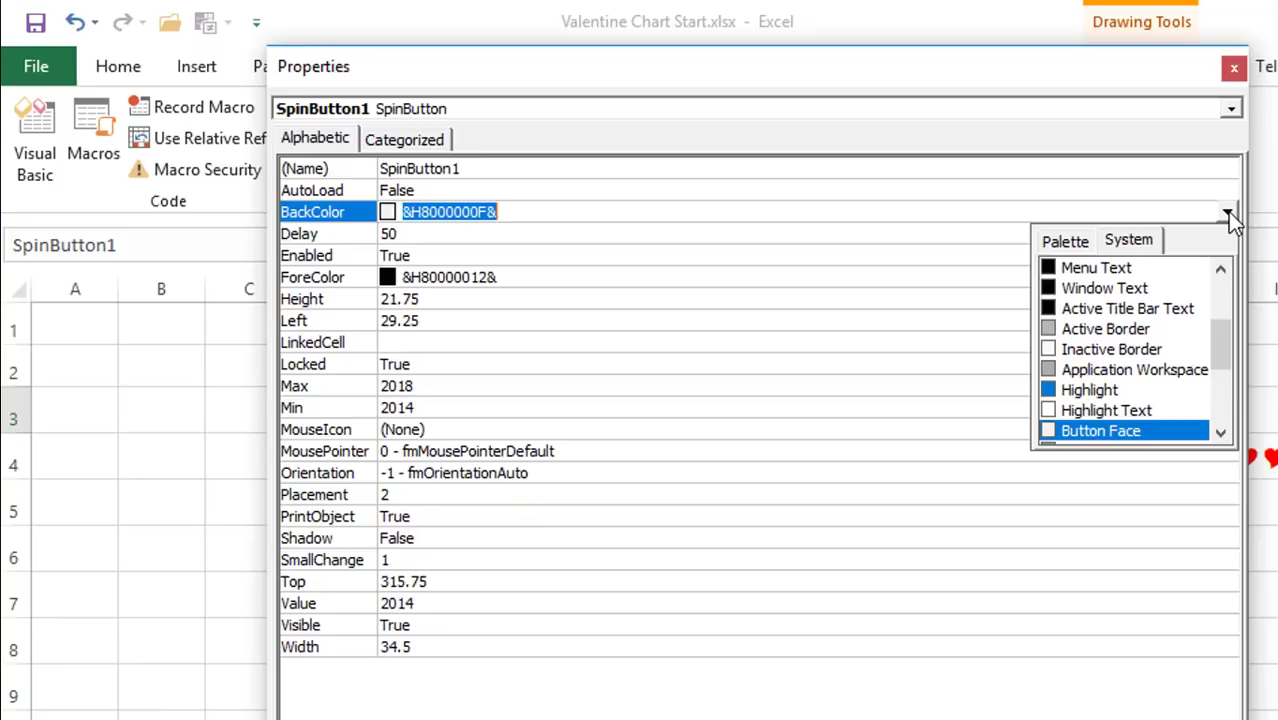 Valentine Chart Start.xlsx - Excel
Drawing Tools
File
Home
Insert
Properties
SpinButton1 SpinButton
Alphabetic
Categorized
Visual
Basic
Macros
Record Macro
Use Relative Ref
Macro Security
Code
SpinButton1
A
B
C
1
2
3
4
5
6
7
8
9
(Name) SpinButton1
AutoLoad False
BackColor &H8000000F&
Delay 50
Enabled True
ForeColor &H80000012&
Height 21.75
Left 29.25
LinkedCell
Locked True
Max 2018
Min 2014
MouseIcon (None)
MousePointer 0 - fmMousePointerDefault
Orientation -1 - fmOrientationAuto
Placement 2
PrintObject True
Shadow False
SmallChange 1
Top 315.75
Value 2014
Visible True
Width 34.5
Palette
System
Menu Text
Window Text
Active Title Bar Text
Active Border
Inactive Border
Application Workspace
Highlight
Highlight Text
Button Face